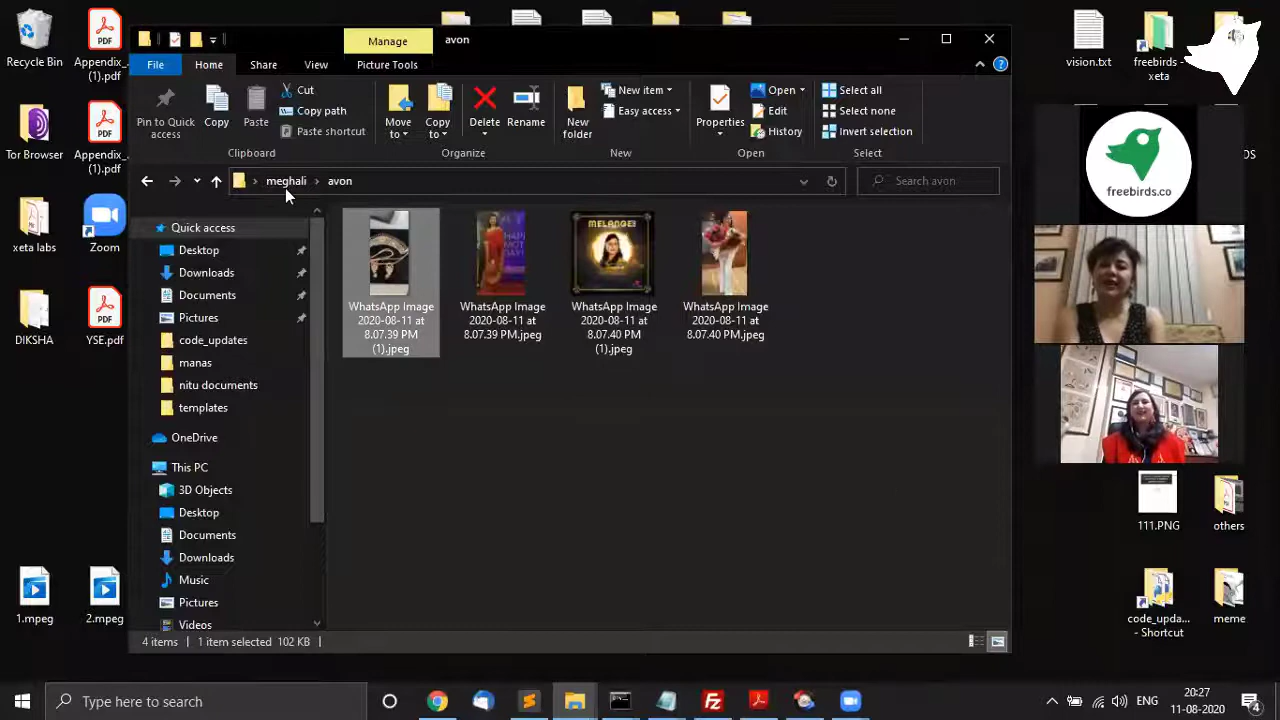 Recycle Bin
Appendix_
(1).pdf
Tor Browser
Appendix_
(1).pdf
xeta labs
Zoom
DIKSHA
YSE.pdf
1.mpeg
2.mpeg
Manage
avon
File
Home
Share
View
Picture Tools
Pin to Quick
access
Copy
Paste
Cut
Copy path
Paste shortcut
Clipboard
Move
to
Copy
to
Delete
Rename
Organize
New
folder
New item
Easy access
New
Properties
Open
Edit
History
Open
Select all
Select none
Invert selection
Select
meghali
avon
Search avon
Quick access
Desktop
Downloads
Documents
Pictures
code_updates
manas
nitu documents
templates
OneDrive
This PC
3D Objects
Desktop
Documents
Downloads
Music
Pictures
Videos
WhatsApp Image
2020-08-11 at
8.07.39 PM
(1).jpeg
WhatsApp Image
2020-08-11 at
8.07.39 PM.jpeg
MELANGE
WhatsApp Image
2020-08-11 at
8.07.40 PM
(1).jpeg
WhatsApp Image
2020-08-11 at
8.07.40 PM.jpeg
4 items
1 item selected 102 KB
vision.txt
freebirds -
xeta
freebirds.co
111.PNG
others
code_upda...
- Shortcut
meme
Type here to search
ENG
20:27
11-08-2020
4